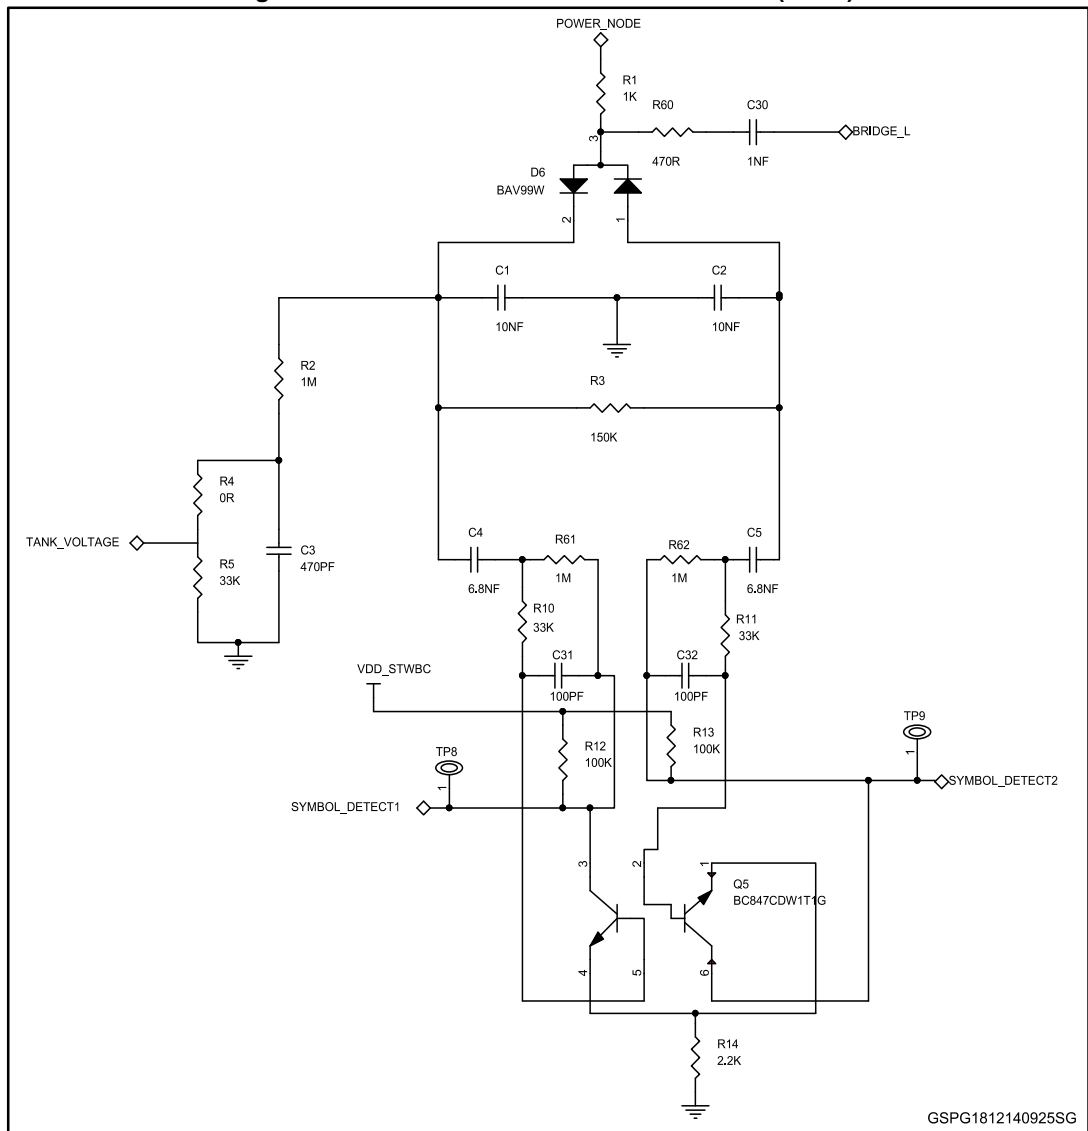 POWER_NODE
R1
1K
R60
470R
C30
1NF
BRIDGE_L
3
D6
BAV99W
2
1
C1
10NF
C2
10NF
R2
1M
R3
150K
R4
0R
TANK_VOLTAGE
R5
33K
C3
470PF
C4
6.8NF
R61
1M
R62
1M
C5
6.8NF
R10
33K
R11
33K
C31
100PF
C32
100PF
VDD_STWBC
R12
100K
R13
100K
TP8
1
TP9
1
SYMBOL_DETECT1
SYMBOL_DETECT2
3
2
1
Q5
BC847CDW1T1G
4
5
6
R14
2.2K
GSPG1812140925SG